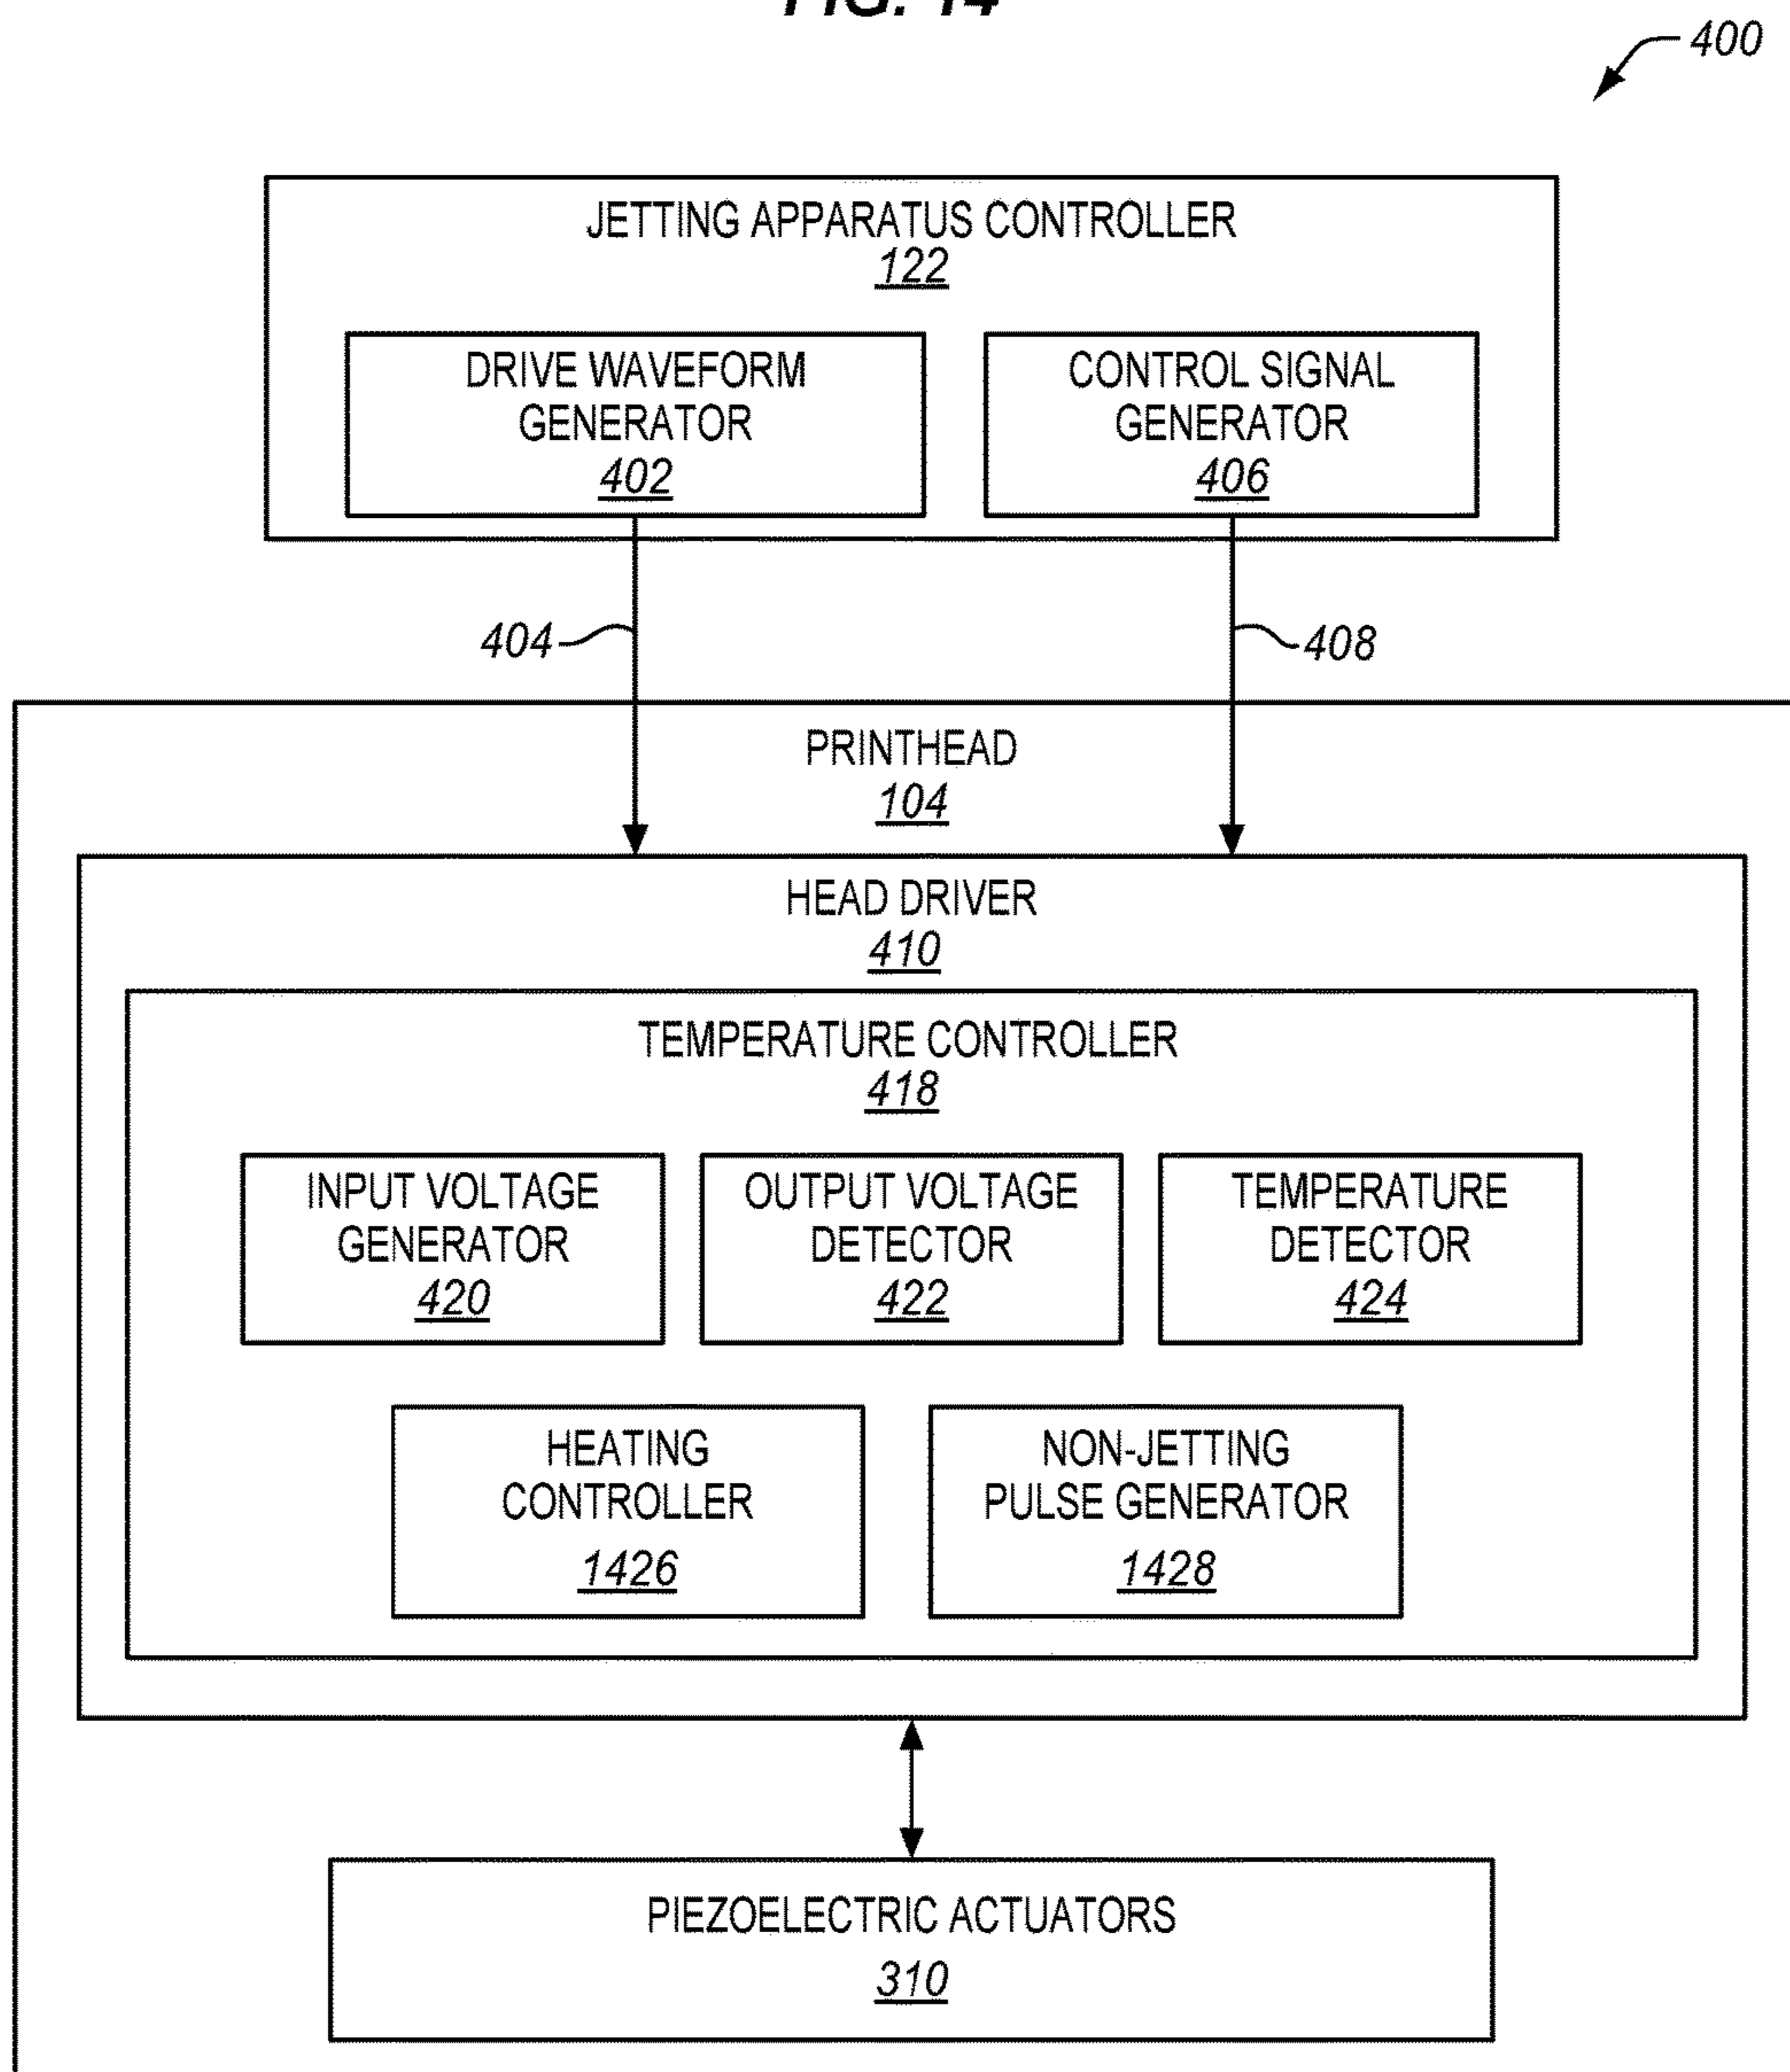 FIG. 14
400
JETTING APPARATUS CONTROLLER
122
DRIVE WAVEFORM
GENERATOR
402
CONTROL SIGNAL
GENERATOR
406
404
408
PRINTHEAD
104
HEAD DRIVER
410
TEMPERATURE CONTROLLER
418
INPUT VOLTAGE
GENERATOR
420
OUTPUT VOLTAGE
DETECTOR
422
TEMPERATURE
DETECTOR
424
HEATING
CONTROLLER
1426
NON-JETTING
PULSE GENERATOR
1428
PIEZOELECTRIC ACTUATORS
310